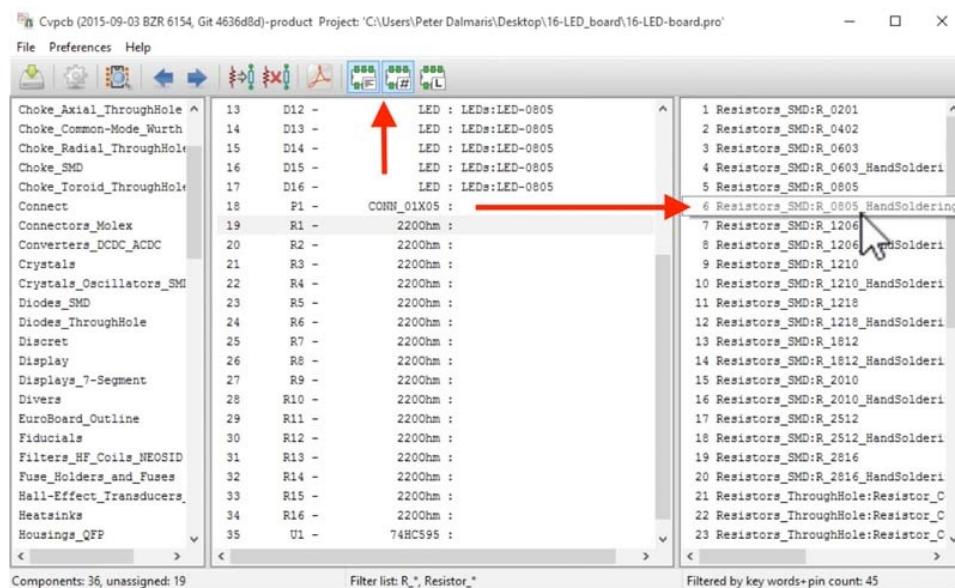 Cvpcb (2015-09-03 BZR 6154, Git 4636d8d)-product Project: 'C:\Users\Peter Dalmaris\Desktop\16-LED_board\16-LED-board.pro'
File Preferences Help
Choke_Axial_ThroughHole
Choke_Common-Mode_Wurth
Choke_Radial_ThroughHole
Choke_SMD
Choke_Toroid_ThroughHole
Connect
Connectors_Molex
Converters_DCDC_ACDC
Crystals
Crystals_Oscillators_SMD
Diodes_SMD
Diodes_ThroughHole
Discret
Display
Displays_7-Segment
Divers
EuroBoard_Outline
Fiducials
Filters_HF_Coils_NEOSID
Fuse_Holders_and_Fuses
Hall-Effect_Transducers_
Heatsinks
Housings_QFP
13 D12 - LED : LEDs:LED-0805
14 D13 - LED : LEDs:LED-0805
15 D14 - LED : LEDs:LED-0805
16 D15 - LED : LEDs:LED-0805
17 D16 - LED : LEDs:LED-0805
18 P1 - CONN_01X05 :
19 R1 - 220Ohm :
20 R2 - 220Ohm :
21 R3 - 220Ohm :
22 R4 - 220Ohm :
23 R5 - 220Ohm :
24 R6 - 220Ohm :
25 R7 - 220Ohm :
26 R8 - 220Ohm :
27 R9 - 220Ohm :
28 R10 - 220Ohm :
29 R11 - 220Ohm :
30 R12 - 220Ohm :
31 R13 - 220Ohm :
32 R14 - 220Ohm :
33 R15 - 220Ohm :
34 R16 - 220Ohm :
35 U1 - 74HC595 :
1 Resistors_SMD:R_0201
2 Resistors_SMD:R_0402
3 Resistors_SMD:R_0603
4 Resistors_SMD:R_0603_HandSolderi
5 Resistors_SMD:R_0805
6 Resistors_SMD:R_0805_HandSoldering
7 Resistors_SMD:R_1206
8 Resistors_SMD:R_1206 ndSolderi
9 Resistors_SMD:R_1210
10 Resistors_SMD:R_1210_HandSolderi
11 Resistors_SMD:R_1218
12 Resistors_SMD:R_1218_HandSolderi
13 Resistors_SMD:R_1812
14 Resistors_SMD:R_1812_HandSolderi
15 Resistors_SMD:R_2010
16 Resistors_SMD:R_2010_HandSolderi
17 Resistors_SMD:R_2512
18 Resistors_SMD:R_2512_HandSolderi
19 Resistors_SMD:R_2816
20 Resistors_SMD:R_2816_HandSolderi
21 Resistors_ThroughHole:Resistor_C
22 Resistors_ThroughHole:Resistor_C
23 Resistors_ThroughHole:Resistor_C
Components: 36, unassigned: 19
Filter list: R_*, Resistor_*
Filtered by key words+pin count: 45